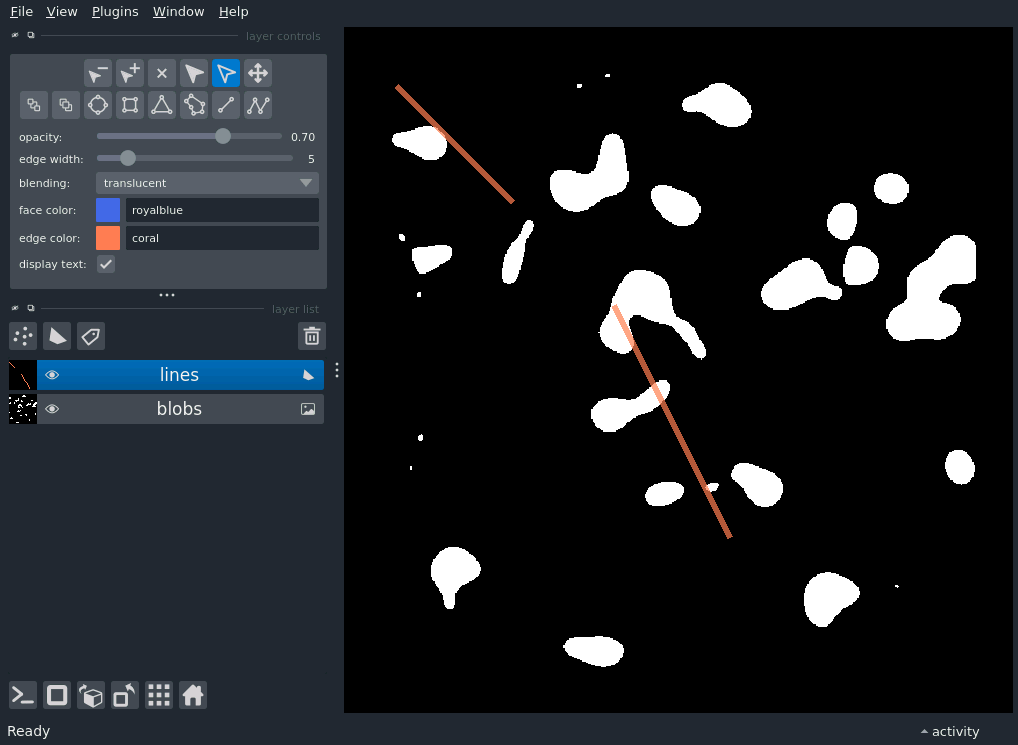 File View Plugins Window Help
layer controls
opacity: 0.70
edge width: 5
blending: translucent
face color: royalblue
edge color: coral
display text:
layer list
lines
blobs
Ready activity